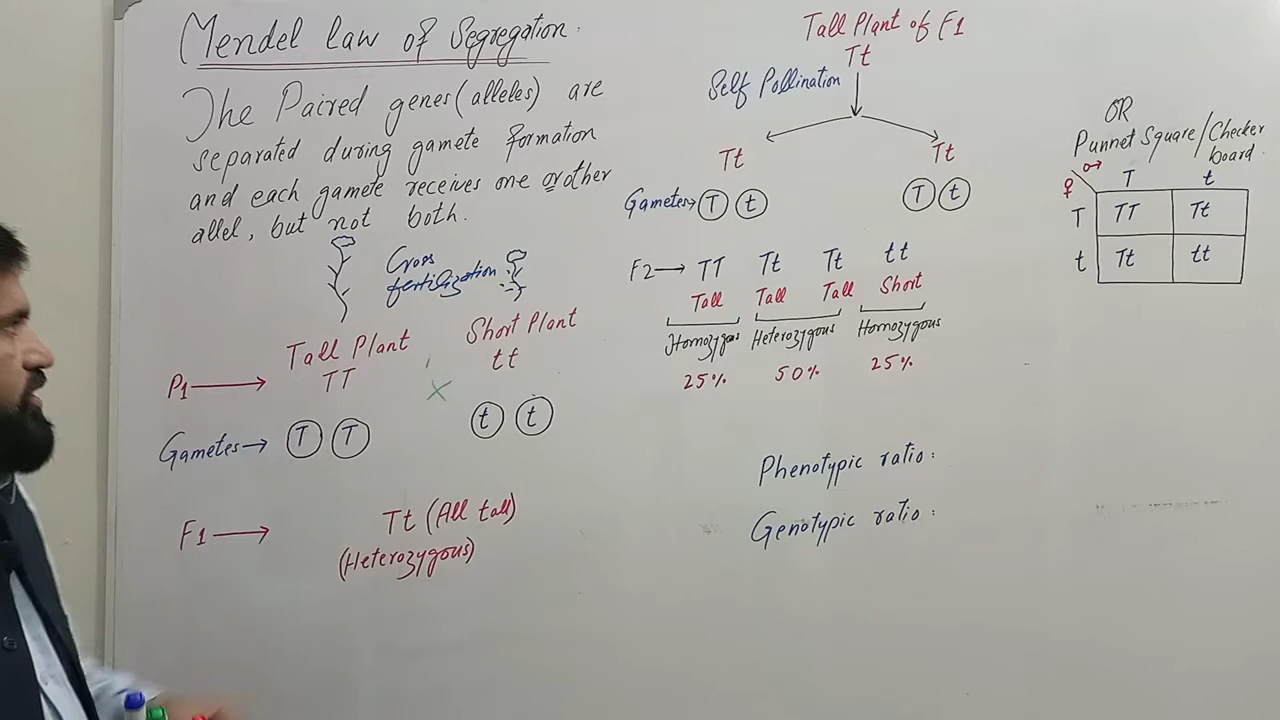 Mendel law of Segregation.
The Paired genes (alleles) are
separated during gamete formation
and each gamete receives one or other
allel, but not both.
Cross
fertilization
Tall Plant
Short Plant
P1 → TT × tt
Gametes → T T t t
F1 → Tt (All tall)
(Heterozygous)
Tall Plant of F1
Tt
Self Pollination
Tt Tt
Gametes → T t T t
F2 → TT Tt Tt tt
Tall Tall Tall Short
Homozygous Heterozygous Homozygous
25% 50% 25%
Phenotypic ratio:
Genotypic ratio:
OR
Punnet Square/Checker
board.
♂
♀ T t
T TT Tt
t Tt tt